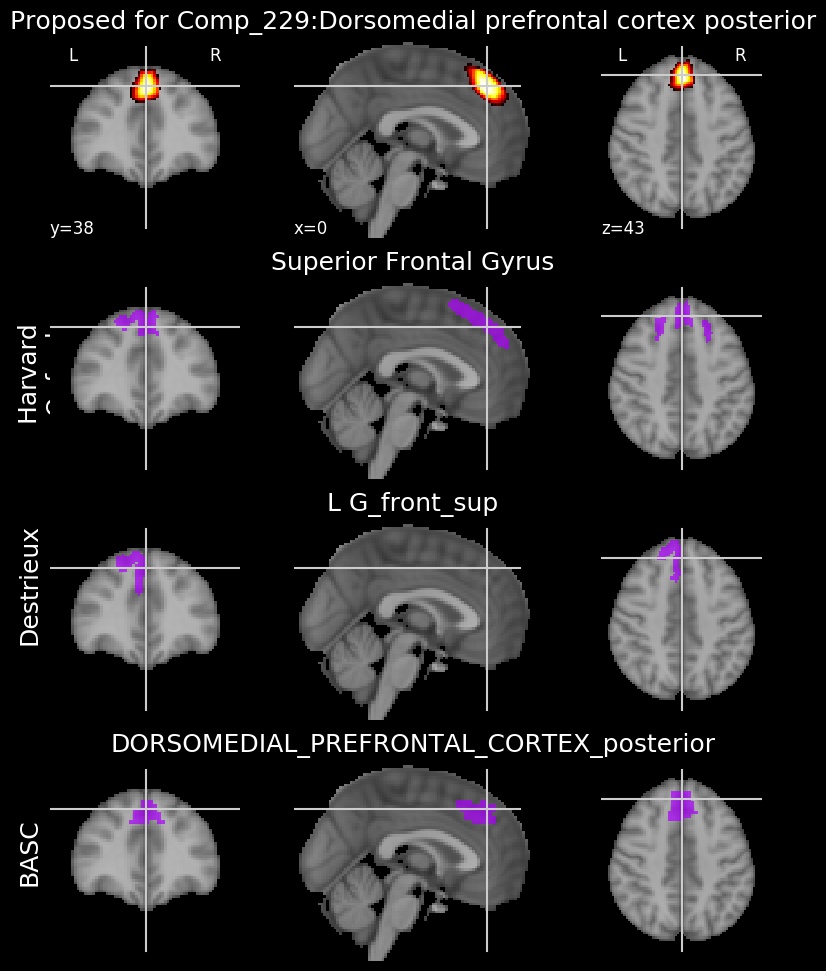 Proposed for Comp_229:Dorsomedial prefrontal cortex posterior
L R L R
y=38 x=0 z=43
Superior Frontal Gyrus
Harvard
L G_front_sup
Destrieux
DORSOMEDIAL_PREFRONTAL_CORTEX_posterior
BASC